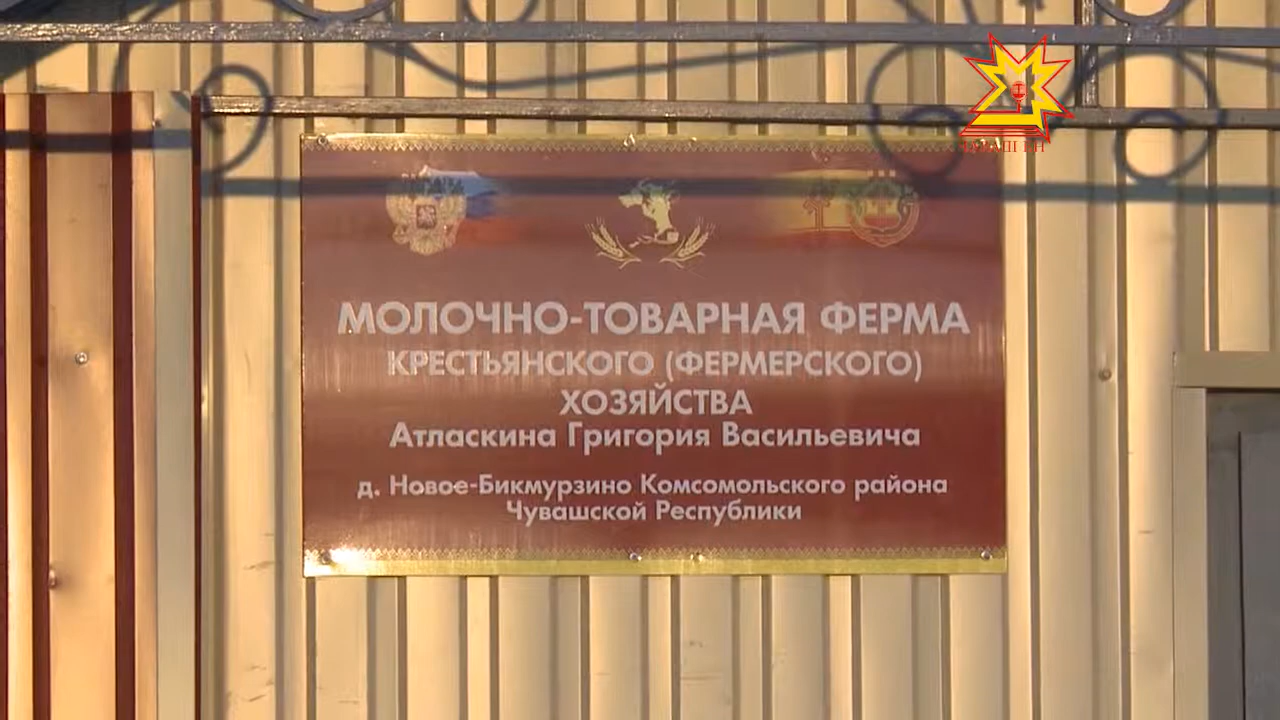 МОЛОЧНО-ТОВАРНАЯ ФЕРМА
КРЕСТЬЯНСКОГО (ФЕРМЕРСКОГО)
ХОЗЯЙСТВА
Атласкина Григория Васильевича
д. Новое-Бикмурзино Комсомольского района
Чувашской Республики